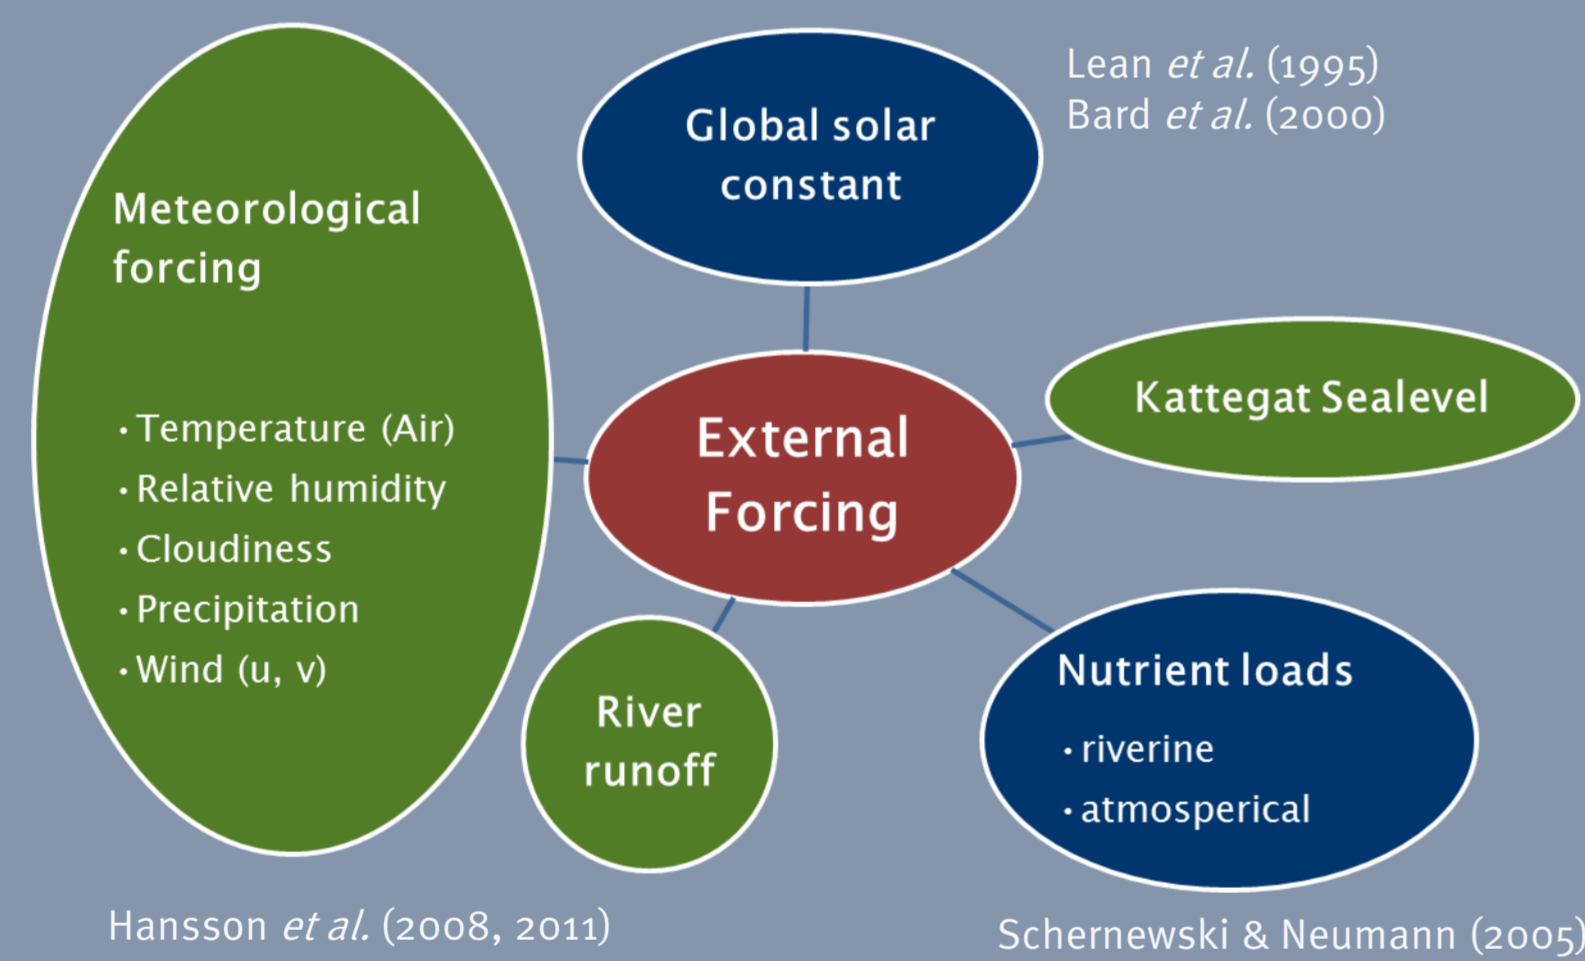 Lean et al. (1995)
Bard et al. (2000)
Global solar
constant
Meteorological
forcing
• Temperature (Air)
• Relative humidity
• Cloudiness
• Precipitation
• Wind (u, v)
Kattegat Sealevel
External
Forcing
River
runoff
Nutrient loads
• riverine
• atmosperical
Hansson et al. (2008, 2011)
Schernewski & Neumann (2005)